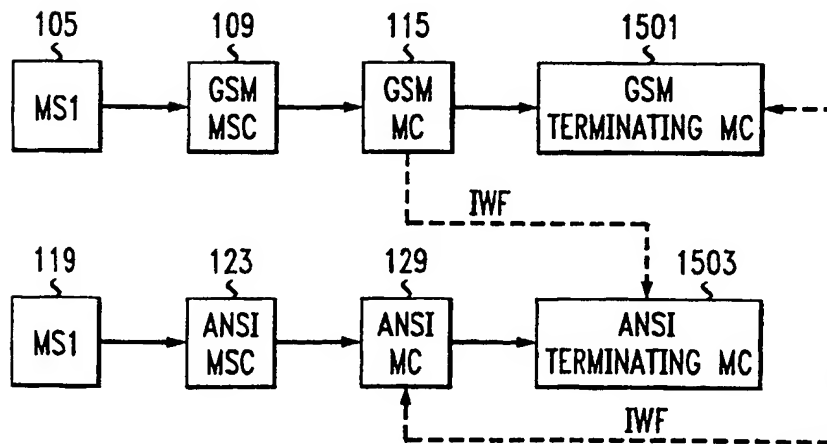 105
109
115
1501
MS1
GSM
MSC
GSM
MC
GSM
TERMINATING MC
IWF
119
123
129
1503
MS1
ANSI
MSC
ANSI
MC
ANSI
TERMINATING MC
IWF